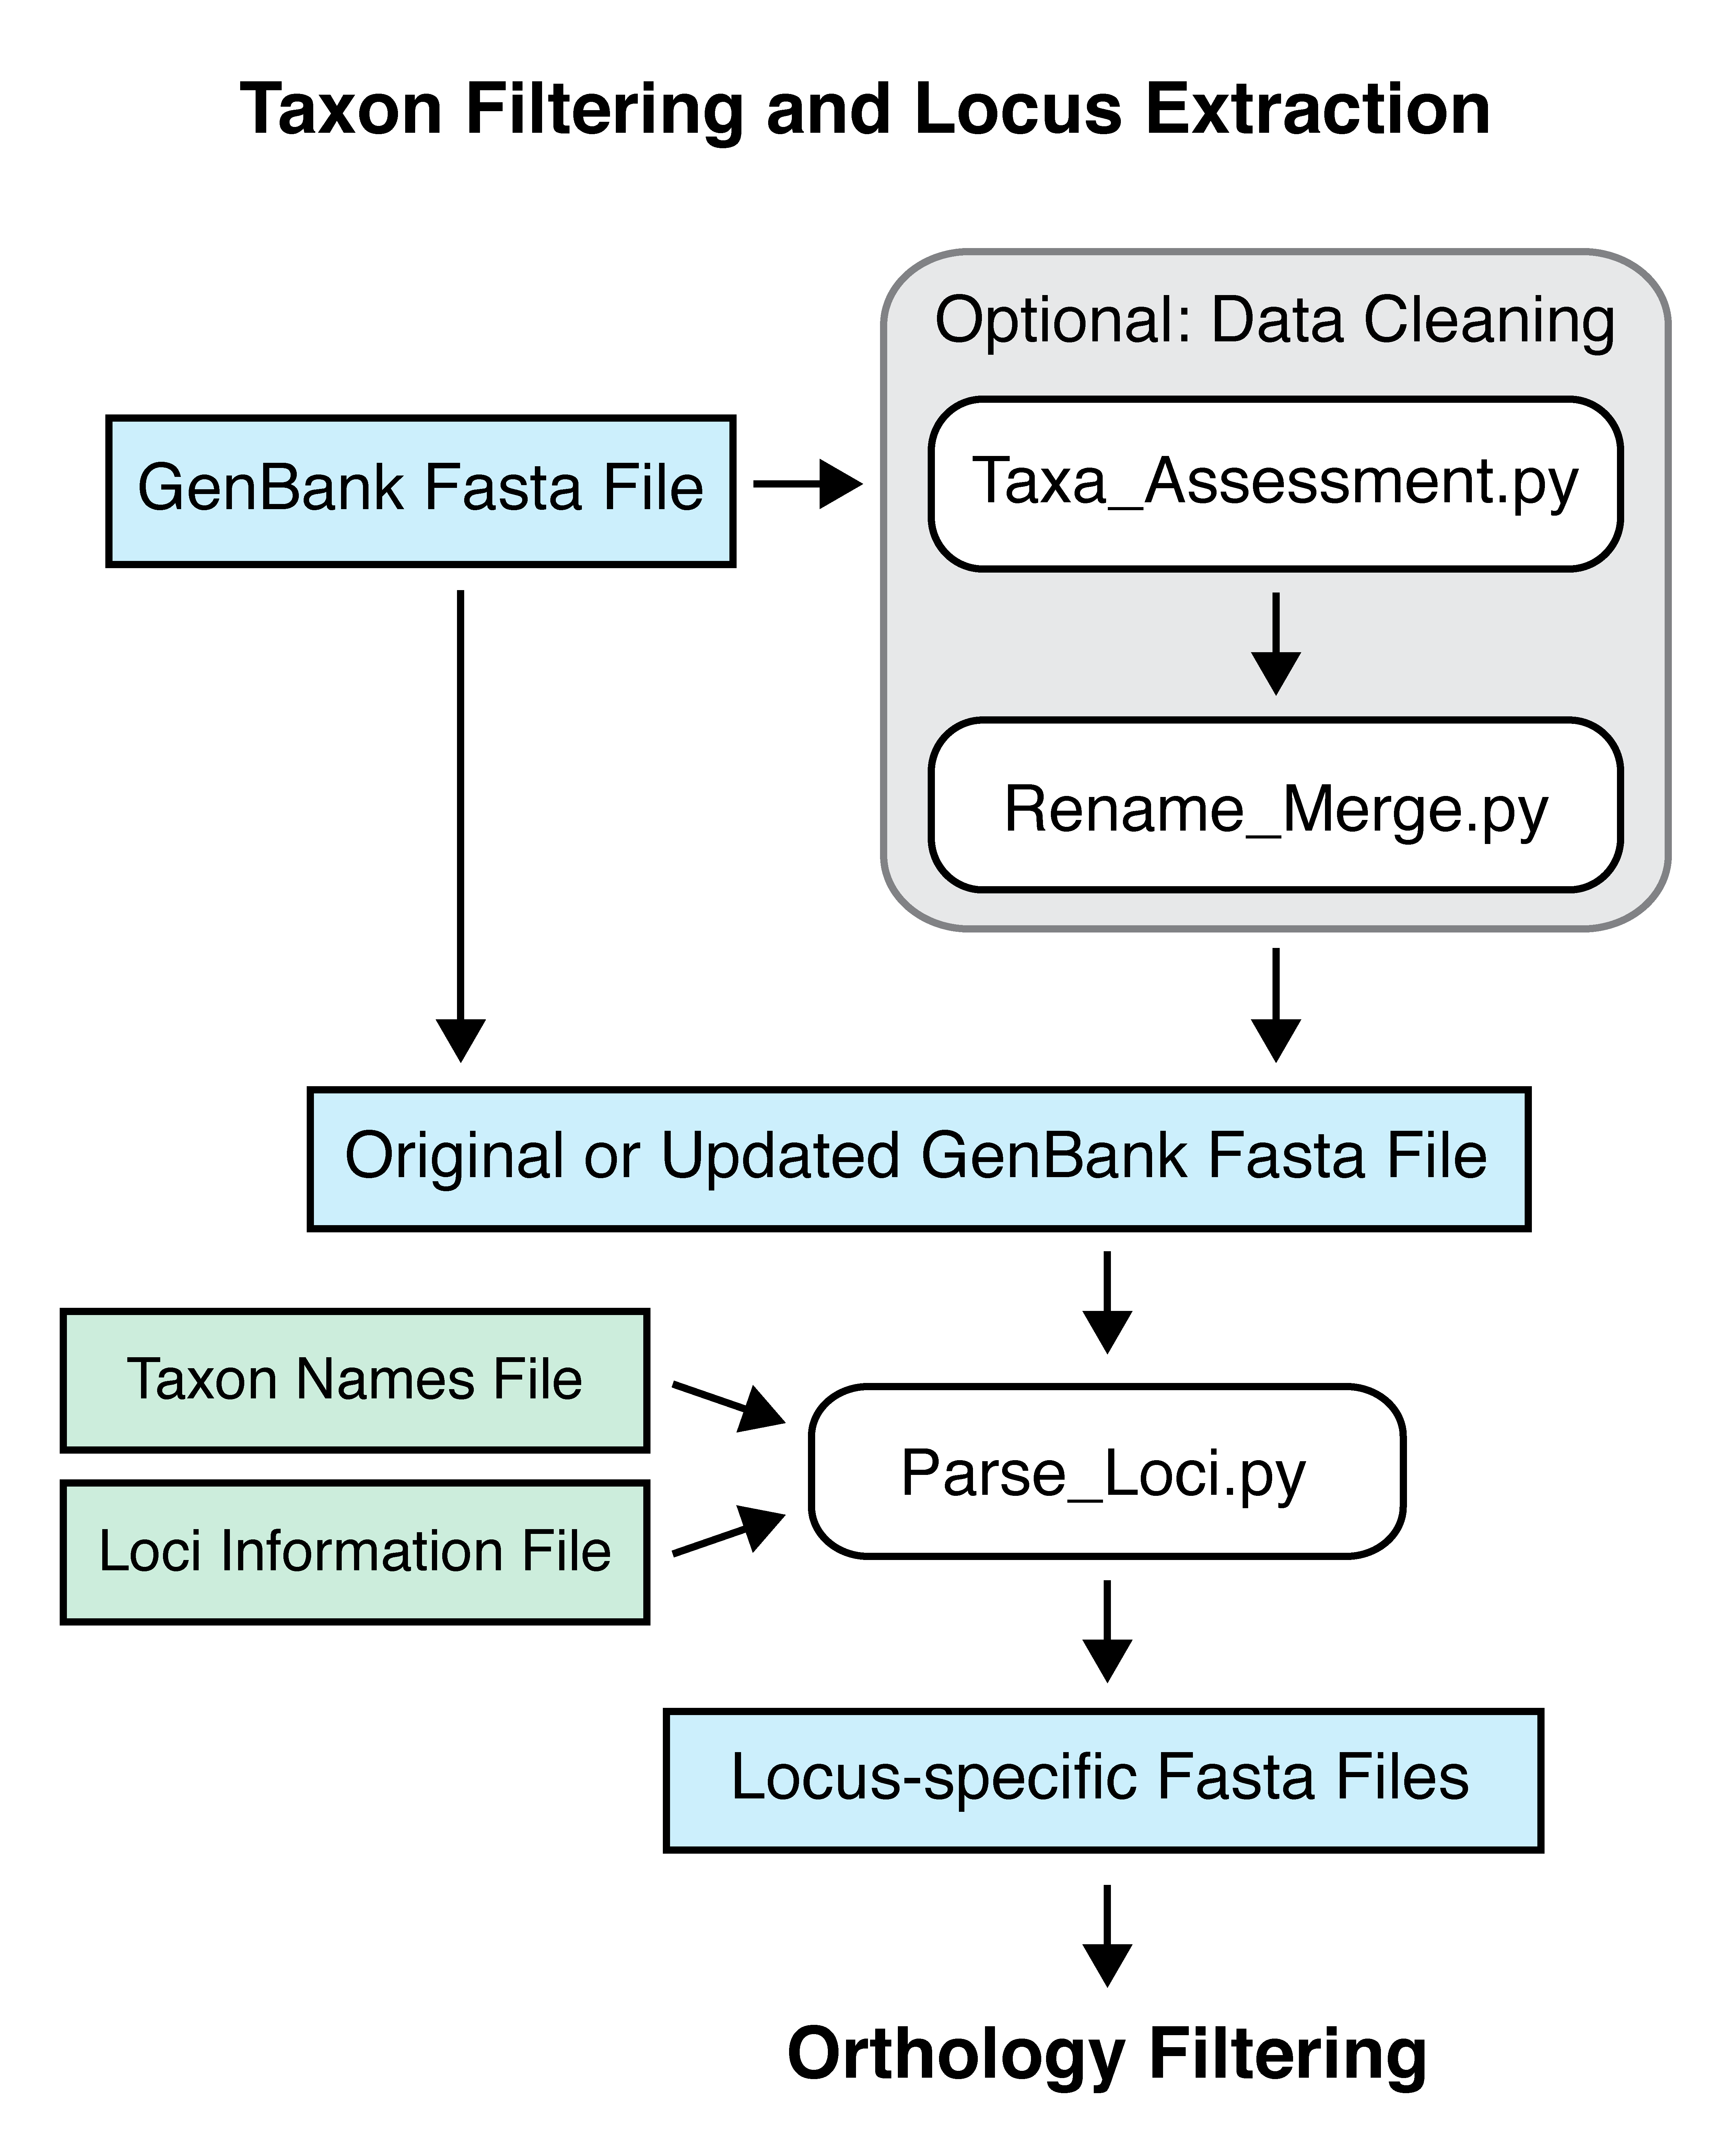 Taxon Filtering and Locus Extraction
Optional: Data Cleaning
GenBank Fasta File
Taxa_Assessment.py
Rename_Merge.py
Original or Updated GenBank Fasta File
Taxon Names File
Parse_Loci.py
Loci Information File
Locus-specific Fasta Files
Orthology Filtering